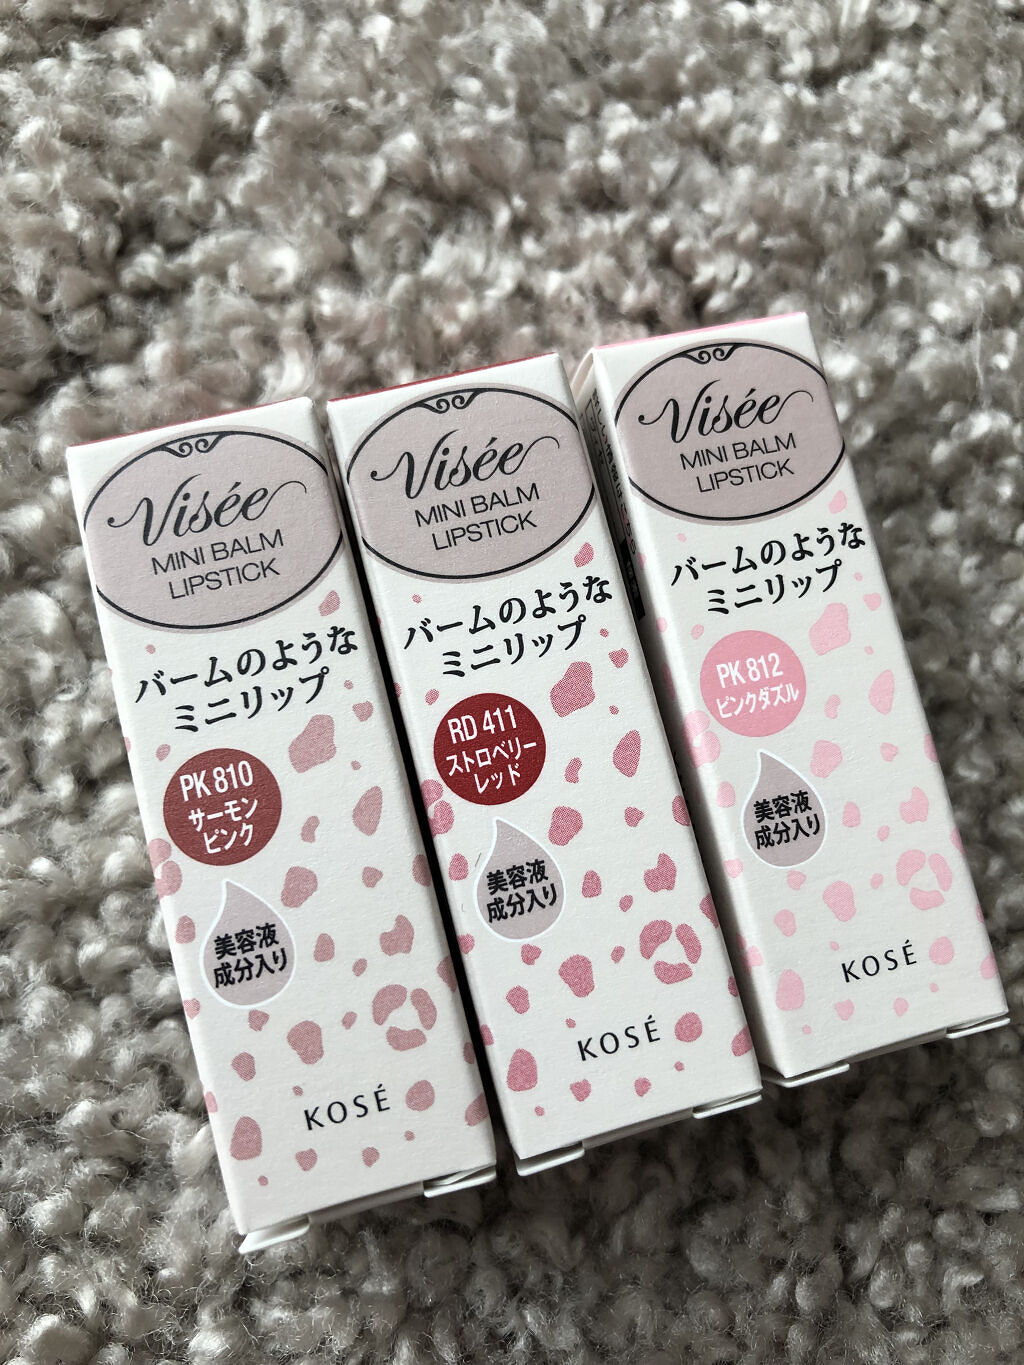 Visée
MINI BALM
LIPSTICK
バームのような
ミニリップ
PK 810
サーモン
ピンク
美容液
成分入り
KOSÉ
Visée
MINI BALM
LIPSTICK
バームのような
ミニリップ
RD 411
ストロベリー
レッド
美容液
成分入り
KOSÉ
Visée
MINI BALM
LIPSTICK
バームのような
ミニリップ
PK 812
ピンクダズル
美容液
成分入り
KOSÉ